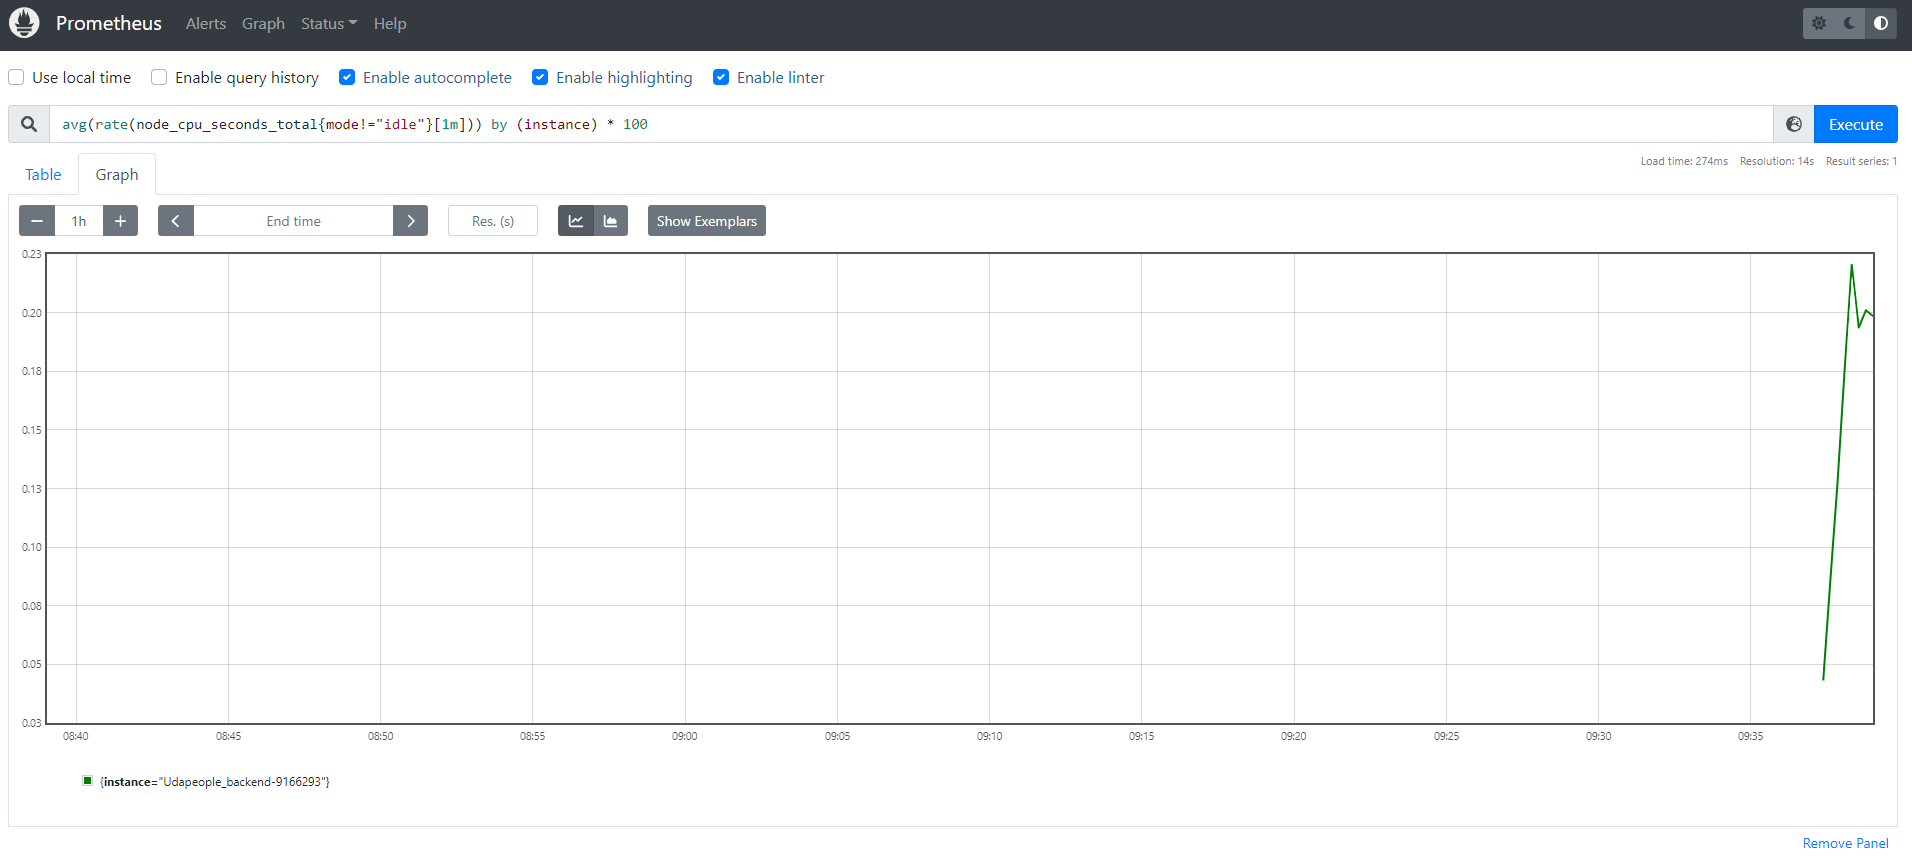 Prometheus Alerts Graph Status Help
Use local time Enable query history Enable autocomplete Enable highlighting Enable linter
avg(rate(node_cpu_seconds_total{mode!="idle"}[1m])) by (instance) * 100 Execute
Load time: 274ms Resolution: 14s Result series: 1
Table Graph
1h End time Res. (s) Show Exemplars
0.23
0.20
0.18
0.15
0.13
0.10
0.08
0.05
0.03
08:40 08:45 08:50 08:55 09:00 09:05 09:10 09:15 09:20 09:25 09:30 09:35
{instance="Udapeople_backend-9166293"}
Remove Panel